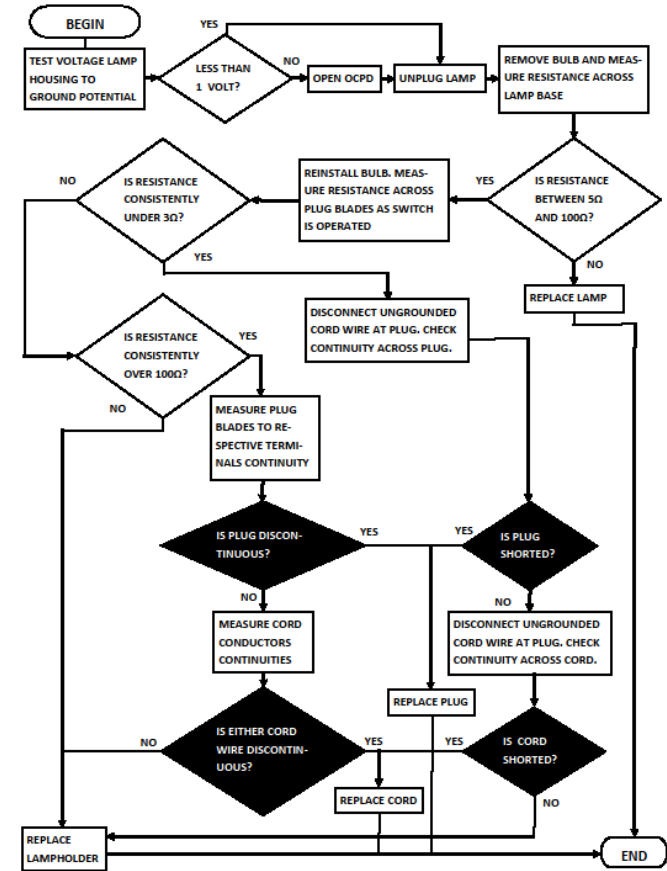 BEGIN
TEST VOLTAGE LAMP
HOUSING TO
GROUND POTENTIAL
YES
LESS THAN
1 VOLT?
NO
OPEN OCPD
UNPLUG LAMP
REMOVE BULB AND MEAS-
URE RESISTANCE ACROSS
LAMP BASE
IS RESISTANCE
BETWEEN 5Ω
AND 100Ω?
YES
NO
REPLACE LAMP
REINSTALL BULB. MEA-
SURE RESISTANCE ACROSS
PLUG BLADES AS SWITCH
IS OPERATED
NO
IS RESISTANCE
CONSISTENTLY
UNDER 3Ω?
YES
DISCONNECT UNGROUNDED
CORD WIRE AT PLUG. CHECK
CONTINUITY ACROSS PLUG.
IS RESISTANCE
CONSISTENTLY
OVER 100Ω?
YES
NO
MEASURE PLUG
BLADES TO RE-
SPECTIVE TERMI-
NALS CONTINUITY
IS PLUG DISCON-
TINUOUS?
YES
YES
IS PLUG
SHORTED?
NO
NO
MEASURE CORD
CONDUCTORS
CONTINUITIES
DISCONNECT UNGROUNDED
CORD WIRE AT PLUG. CHECK
CONTINUITY ACROSS CORD.
REPLACE PLUG
NO
IS EITHER CORD
WIRE DISCONTIN-
UOUS?
YES
YES
IS CORD
SHORTED?
REPLACE CORD
NO
REPLACE
LAMPHOLDER
END